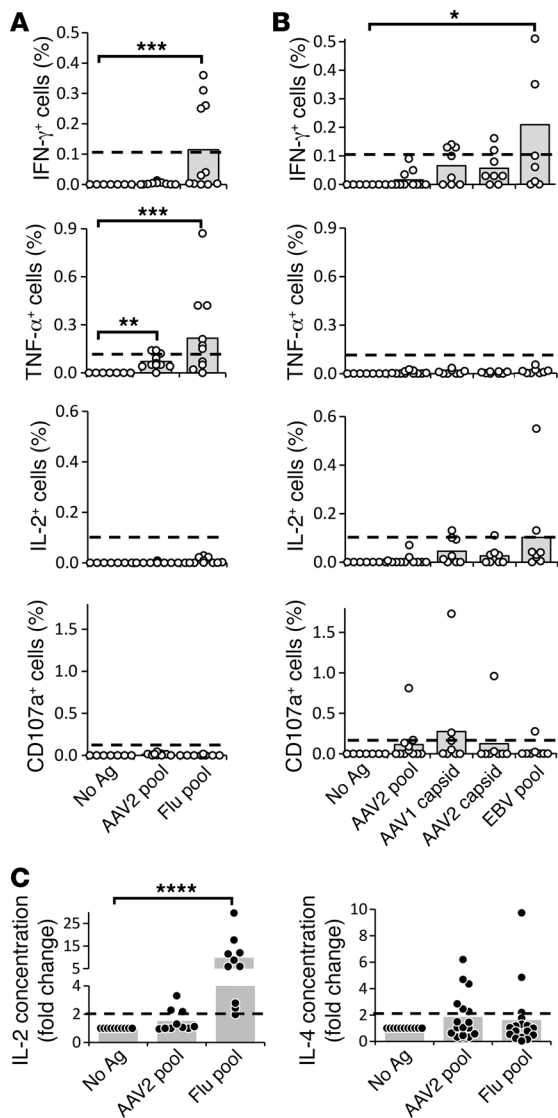 A
IFN-γ⁺ cells (%)
0.5
0.4
0.3
0.2
0.1
0.0
***
TNF-α⁺ cells (%)
0.9
0.6
0.3
0.0
***
**
IL-2⁺ cells (%)
0.6
0.4
0.2
0.0
CD107a⁺ cells (%)
1.5
1.0
0.5
0.0
No Ag
AAV2 pool
Flu pool
B
IFN-γ⁺ cells (%)
0.5
0.4
0.3
0.2
0.1
0.0
*
TNF-α⁺ cells (%)
0.9
0.6
0.3
0.0
IL-2⁺ cells (%)
0.6
0.4
0.2
0.0
CD107a⁺ cells (%)
1.5
1.0
0.5
0.0
No Ag
AAV2 pool
AAV1 capsid
AAV2 capsid
EBV pool
C
IL-2 concentration
(fold change)
25
15
5
4
2
0
****
No Ag
AAV2 pool
Flu pool
IL-4 concentration
(fold change)
10
8
6
4
2
0
No Ag
AAV2 pool
Flu pool